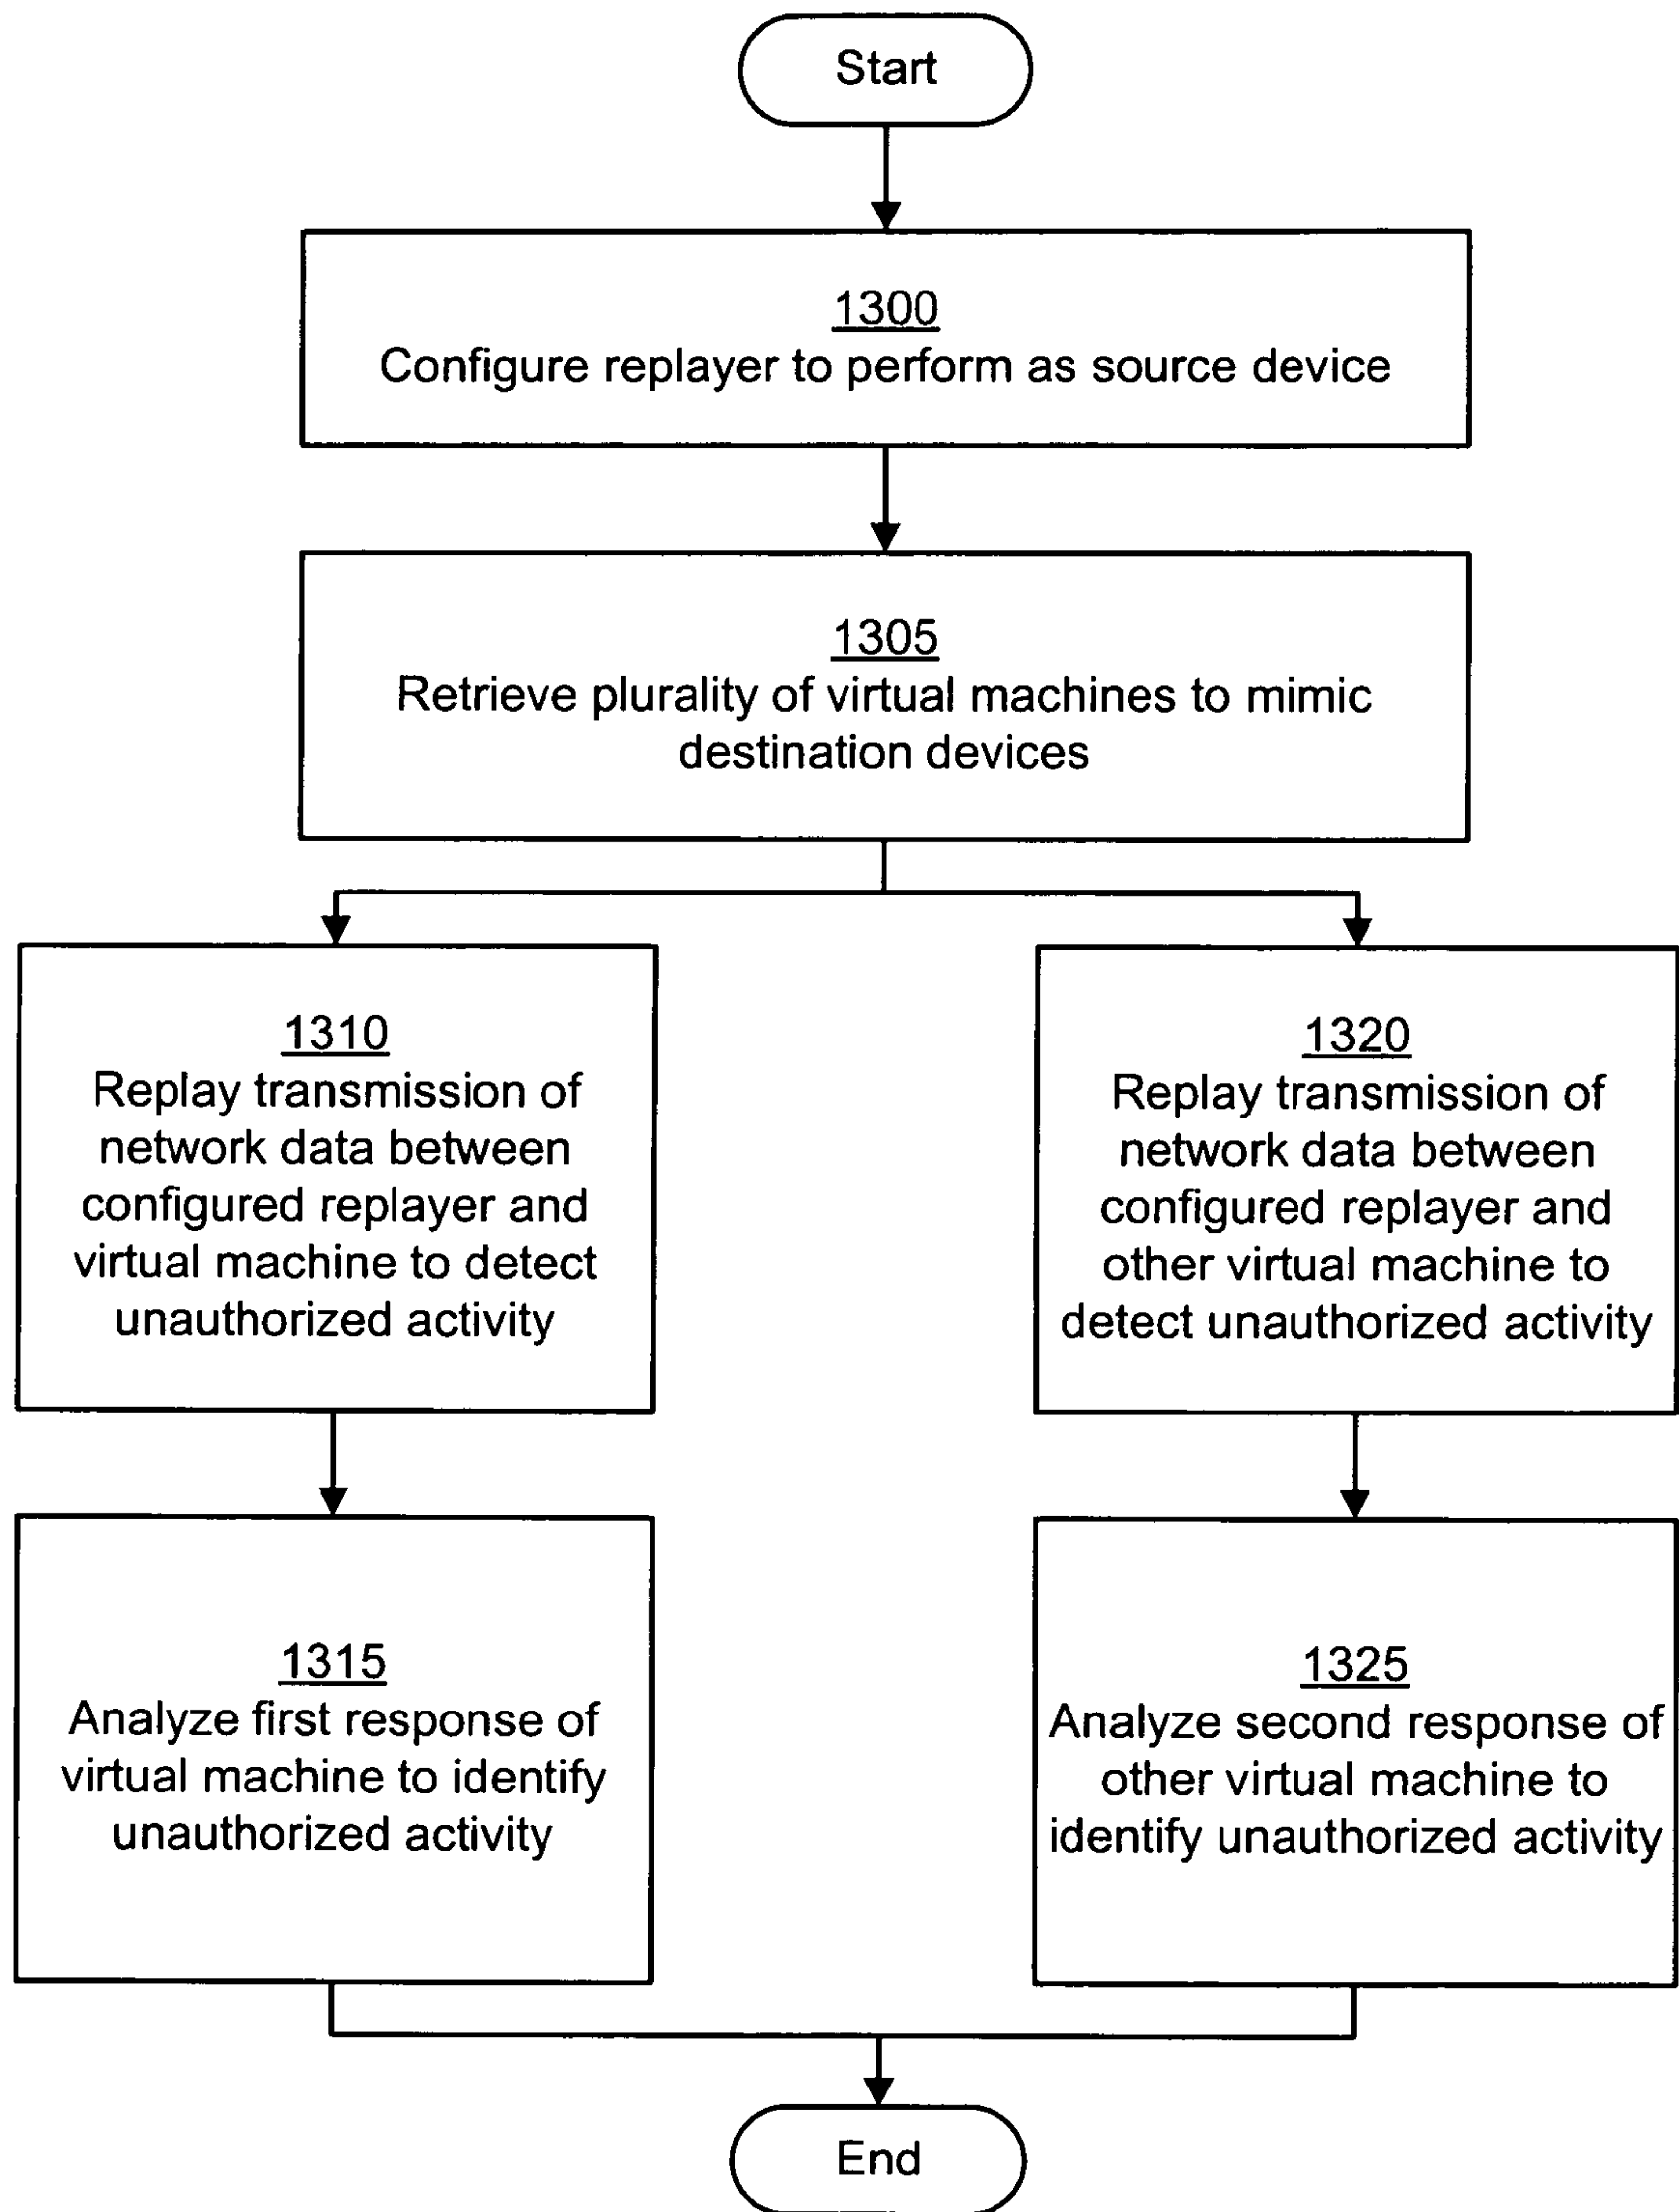 Start
1300
Configure replayer to perform as source device
1305
Retrieve plurality of virtual machines to mimic
destination devices
1310
Replay transmission of
network data between
configured replayer and
virtual machine to detect
unauthorized activity
1320
Replay transmission of
network data between
configured replayer and
other virtual machine to
detect unauthorized activity
1315
Analyze first response of
virtual machine to identify
unauthorized activity
1325
Analyze second response of
other virtual machine to
identify unauthorized activity
End